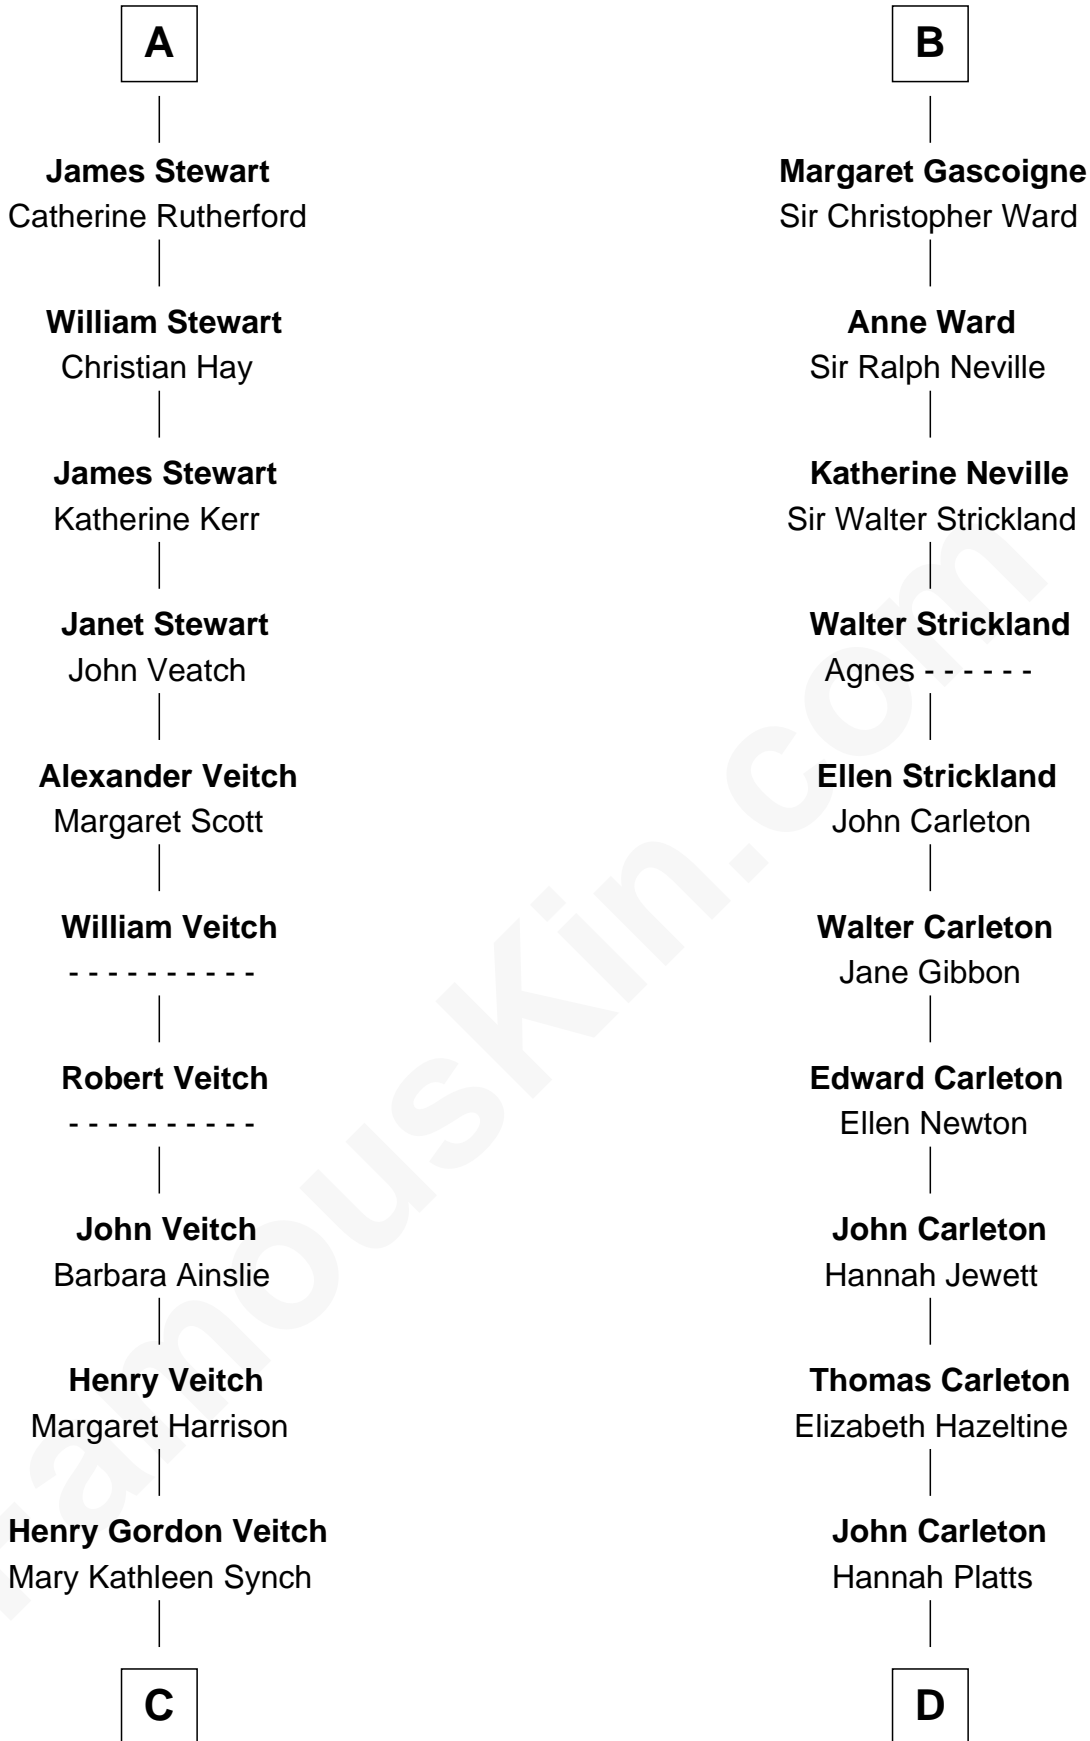 A
James Stewart
Catherine Rutherford
William Stewart
Christian Hay
James Stewart
Katherine Kerr
Janet Stewart
John Veatch
Alexander Veitch
Margaret Scott
William Veitch
- - - - - - - - - -
Robert Veitch
- - - - - - - - - -
John Veitch
Barbara Ainslie
Henry Veitch
Margaret Harrison
Henry Gordon Veitch
Mary Kathleen Synch
C
B
Margaret Gascoigne
Sir Christopher Ward
Anne Ward
Sir Ralph Neville
Katherine Neville
Sir Walter Strickland
Walter Strickland
Agnes - - - - - -
Ellen Strickland
John Carleton
Walter Carleton
Jane Gibbon
Edward Carleton
Ellen Newton
John Carleton
Hannah Jewett
Thomas Carleton
Elizabeth Hazeltine
John Carleton
Hannah Platts
D
FamousKin.com